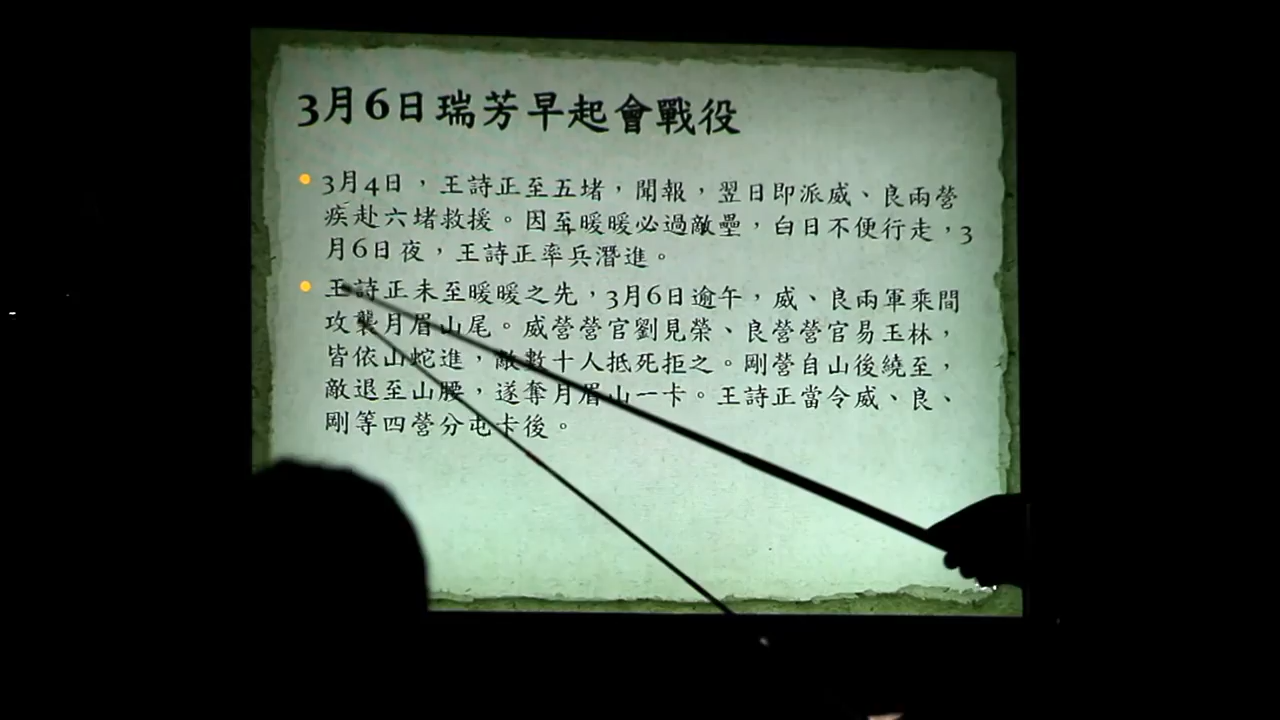 3月6日瑞芳早起會戰役
3月4日，王詩正至五堵，聞報，翌日即派威、良兩營
疾赴六堵救援。因至暖暖必過敵壘，白日不便行走，3
月6日夜，王詩正率兵潛進。
王詩正未至暖暖之先，3月6日逾午，威、良兩軍乘間
攻襲月眉山尾。威營營官劉見榮、良營營官易玉林，
皆依山蛇進，敵數十人抵死拒之。剛營自山後繞至，
敵退至山腰，遂奪月眉山一卡。王詩正當令威、良、
剛等四營分屯卡後。